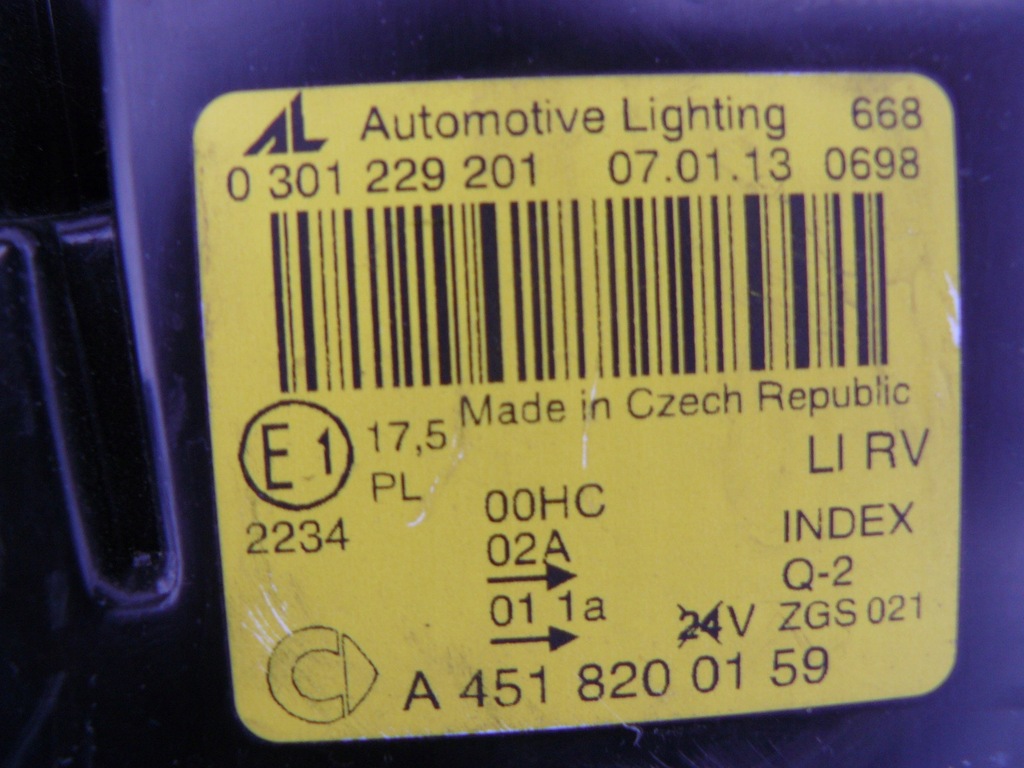 AL Automotive Lighting 668
0 301 229 201 07.01.13 0698
Made in Czech Republic
E1 17,5 LI RV
PL
2234 00HC INDEX
02A Q-2
01 1a 24V ZGS 021
A 451 820 01 59